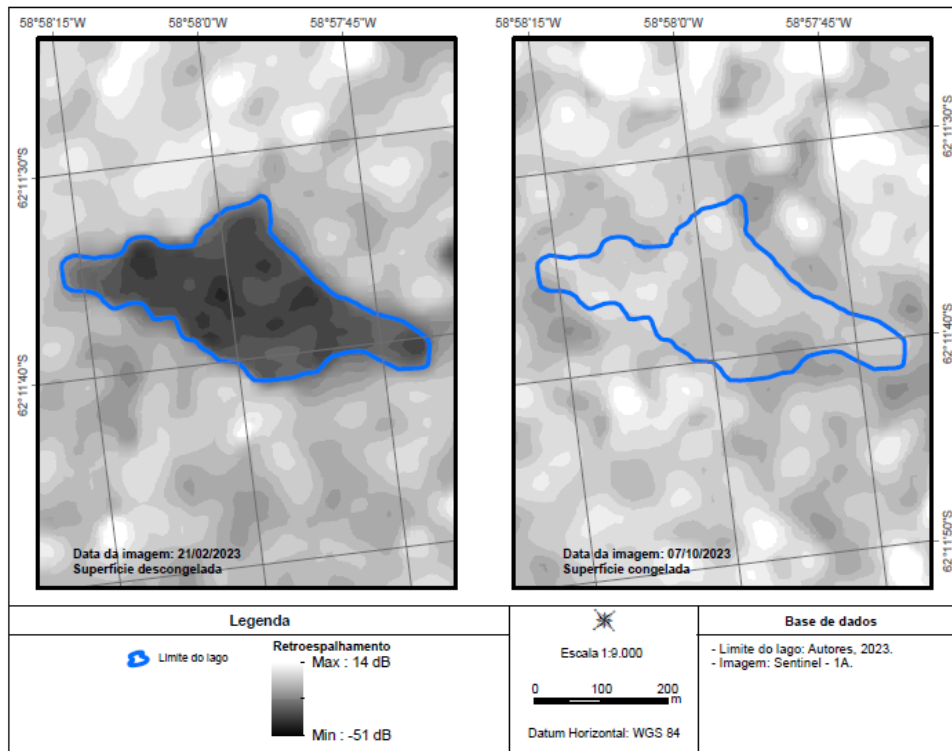 58°58'15"W 58°58'0"W 58°57'45"W
58°58'15"W 58°58'0"W 58°57'45"W
62°11'30"S
62°11'40"S
62°11'30"S
62°11'40"S
62°11'50"S
Data da imagem: 21/02/2023
Superfície descongelada
Data da imagem: 07/10/2023
Superfície congelada
Legenda
Limite do lago
Retroespalhamento
Max : 14 dB
Min : -51 dB
Escala 1:9.000
0 100 200
m
Datum Horizontal: WGS 84
Base de dados
- Limite do lago: Autores, 2023.
- Imagem: Sentinel - 1A.